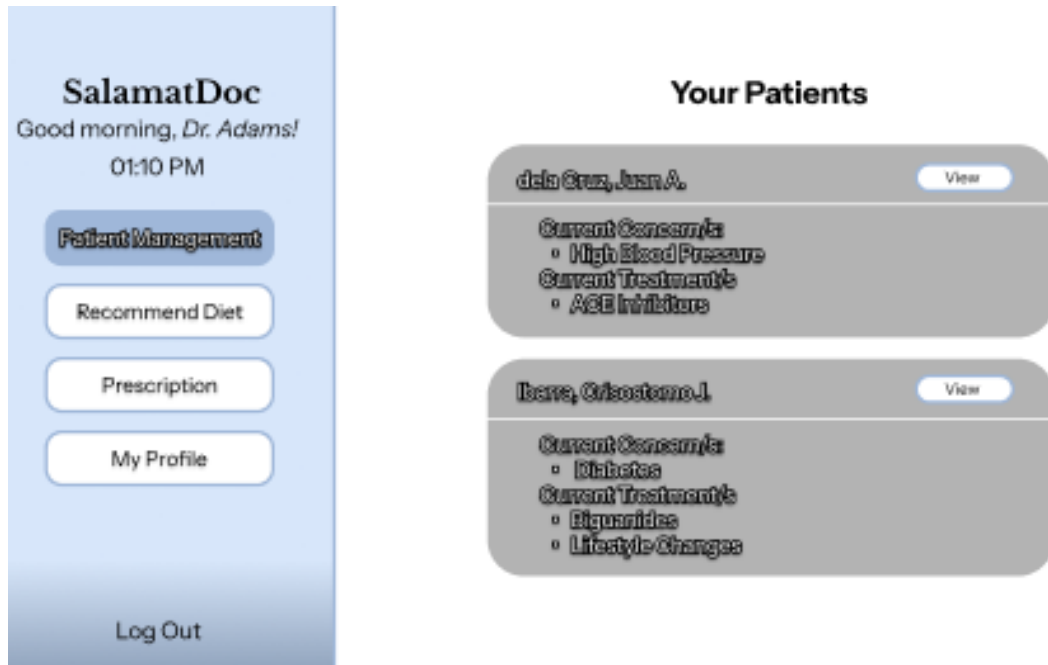 SalamatDoc
Good morning, Dr. Adams!
01:10 PM
Patient Management
Recommend Diet
Prescription
My Profile
Log Out
Your Patients
dela Cruz, Juan A.
View
Current Concern/s:
• High Blood Pressure
Current Treatment/s
• ACE Inhibitors
Ibarra, Crisostomo J.
View
Current Concern/s:
• Diabetes
Current Treatment/s
• Biguanides
• Lifestyle Changes